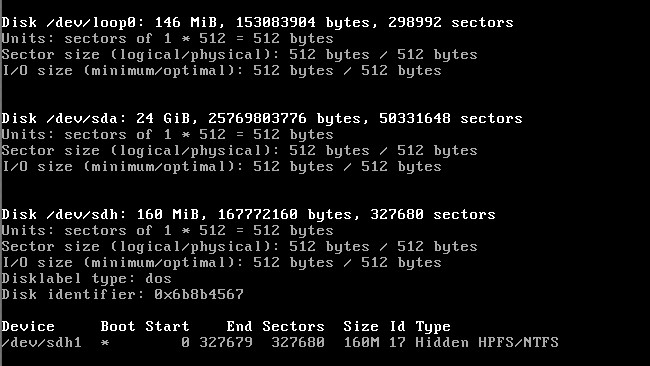 Disk /dev/loop0: 146 MiB, 153083904 bytes, 298992 sectors
Units: sectors of 1 * 512 = 512 bytes
Sector size (logical/physical): 512 bytes / 512 bytes
I/O size (minimum/optimal): 512 bytes / 512 bytes
Disk /dev/sda: 24 GiB, 25769803776 bytes, 50331648 sectors
Units: sectors of 1 * 512 = 512 bytes
Sector size (logical/physical): 512 bytes / 512 bytes
I/O size (minimum/optimal): 512 bytes / 512 bytes
Disk /dev/sdh: 160 MiB, 167772160 bytes, 327680 sectors
Units: sectors of 1 * 512 = 512 bytes
Sector size (logical/physical): 512 bytes / 512 bytes
I/O size (minimum/optimal): 512 bytes / 512 bytes
Disklabel type: dos
Disk identifier: 0x6b8b4567
Device     Boot Start    End Sectors  Size Id Type
/dev/sdh1  *        0 327679  327680  160M 17 Hidden HPFS/NTFS